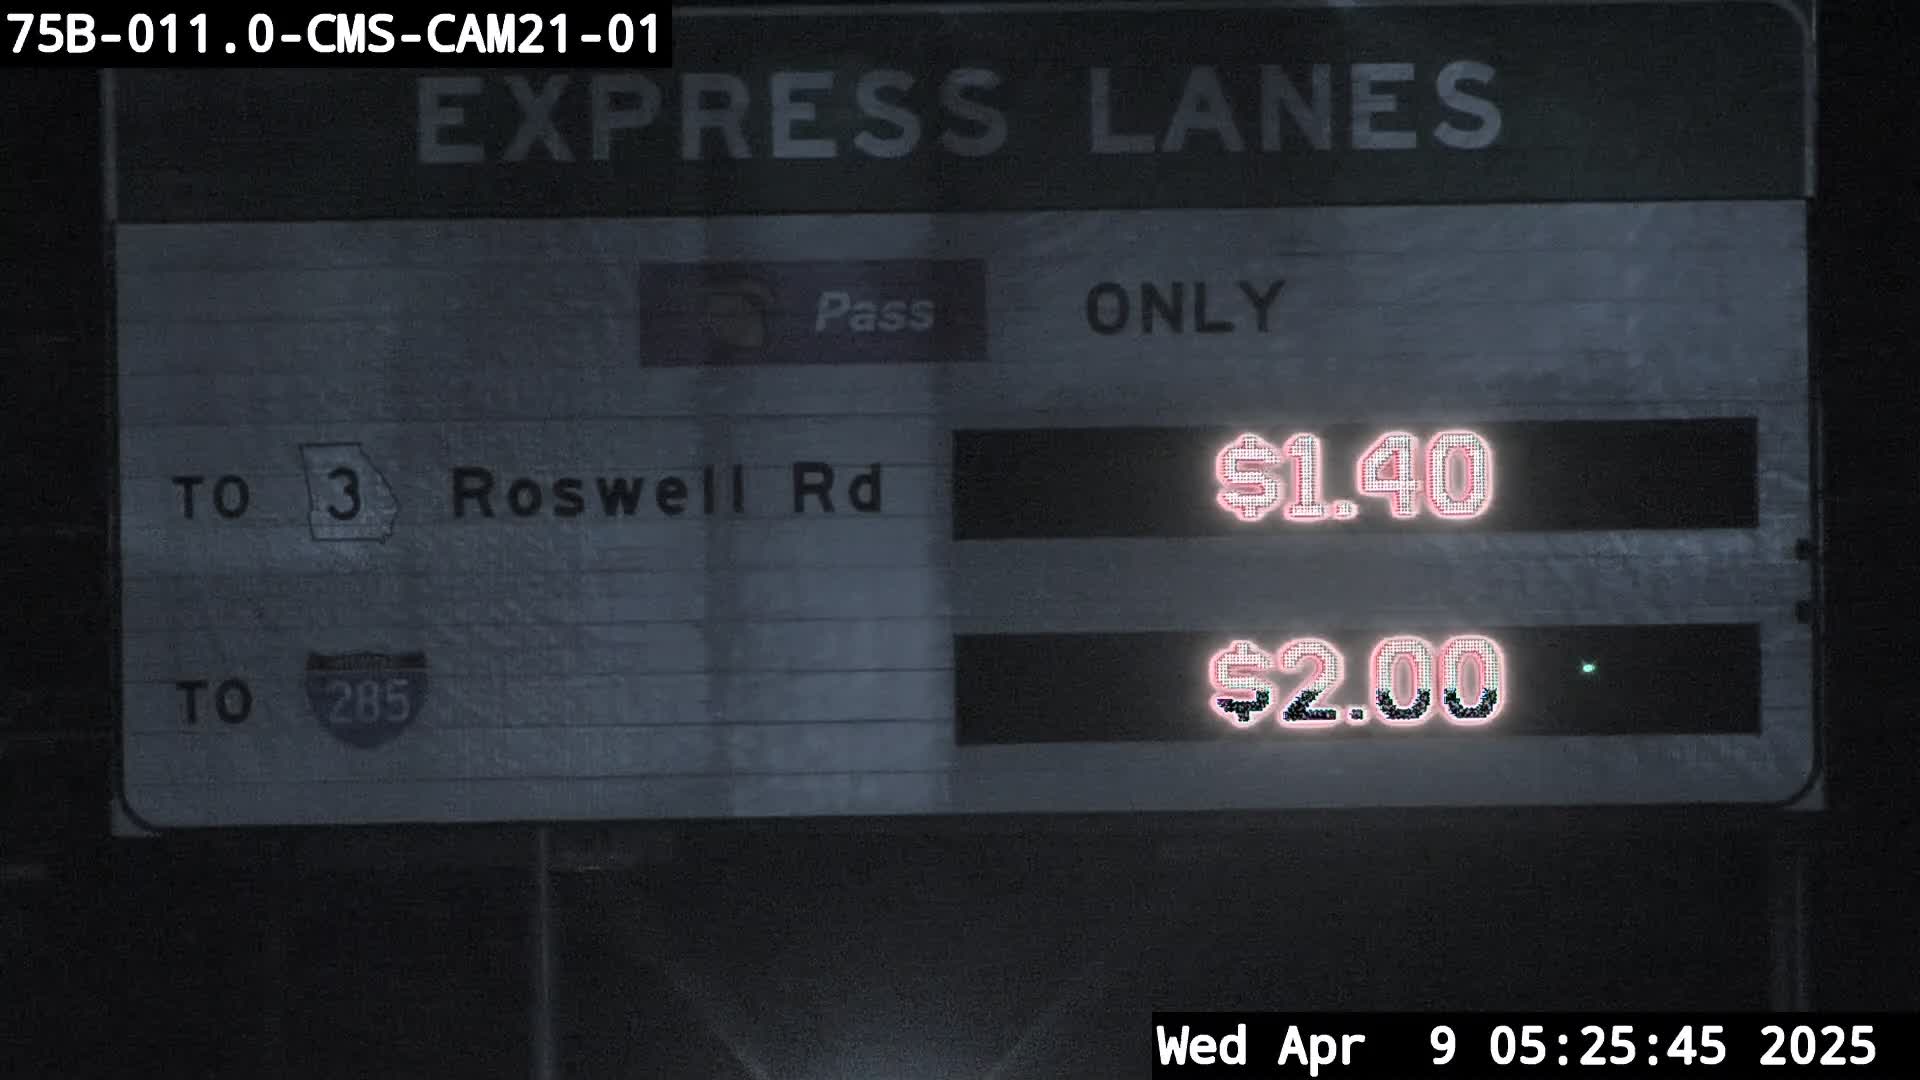 75B-011.0-CMS-CAM21-01
EXPRESS LANES
Pass ONLY
TO 3 Roswell Rd $1.40
TO 285 $2.00
Wed Apr 9 05:25:45 2025